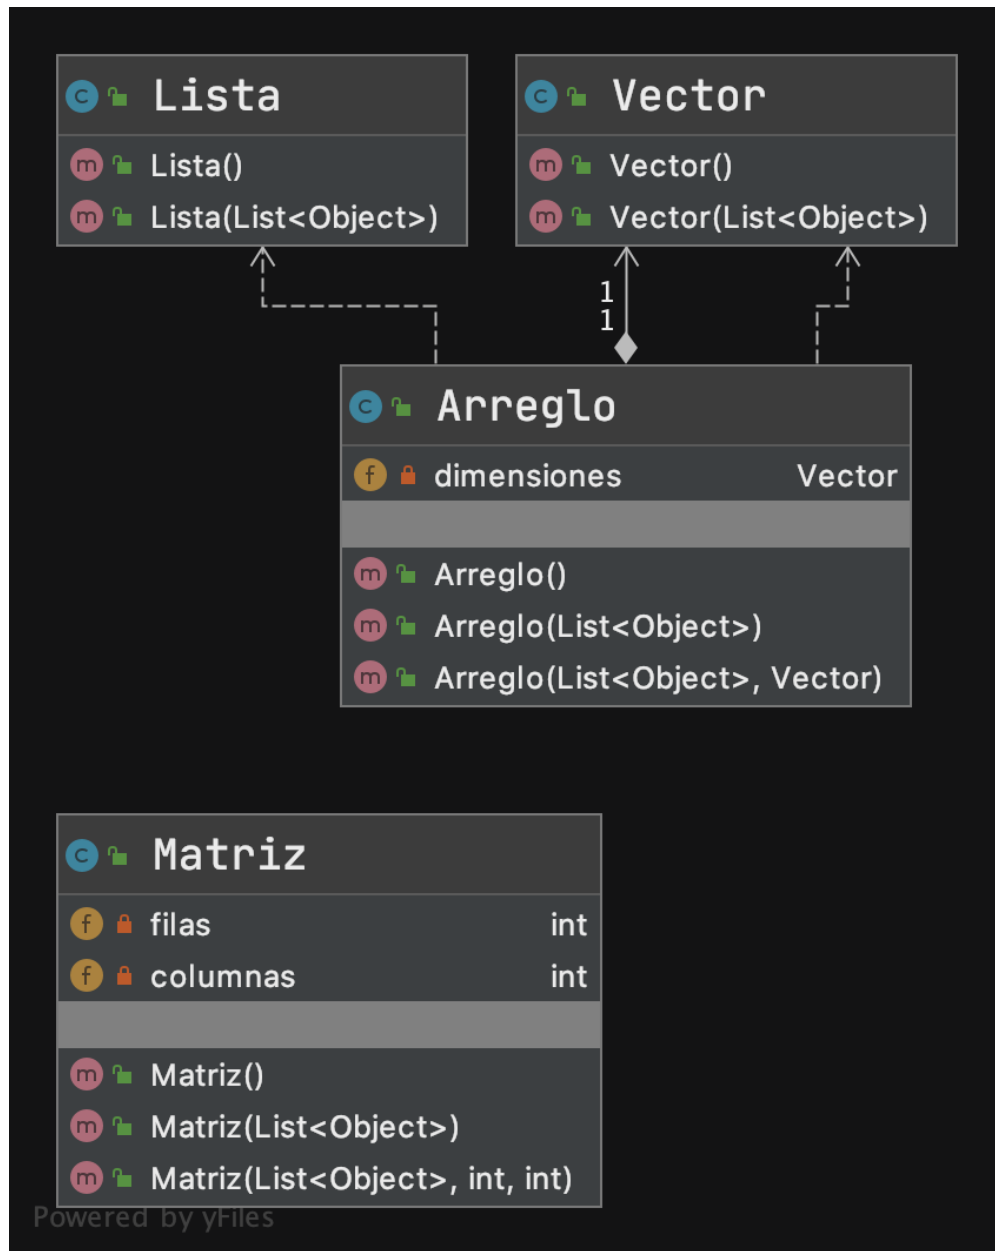 Lista
Lista()
Lista(List<Object>)
Vector
Vector()
Vector(List<Object>)
1
1
Arreglo
dimensiones Vector
Arreglo()
Arreglo(List<Object>)
Arreglo(List<Object>, Vector)
Matriz
filas int
columnas int
Matriz()
Matriz(List<Object>)
Matriz(List<Object>, int, int)
Powered by yFiles